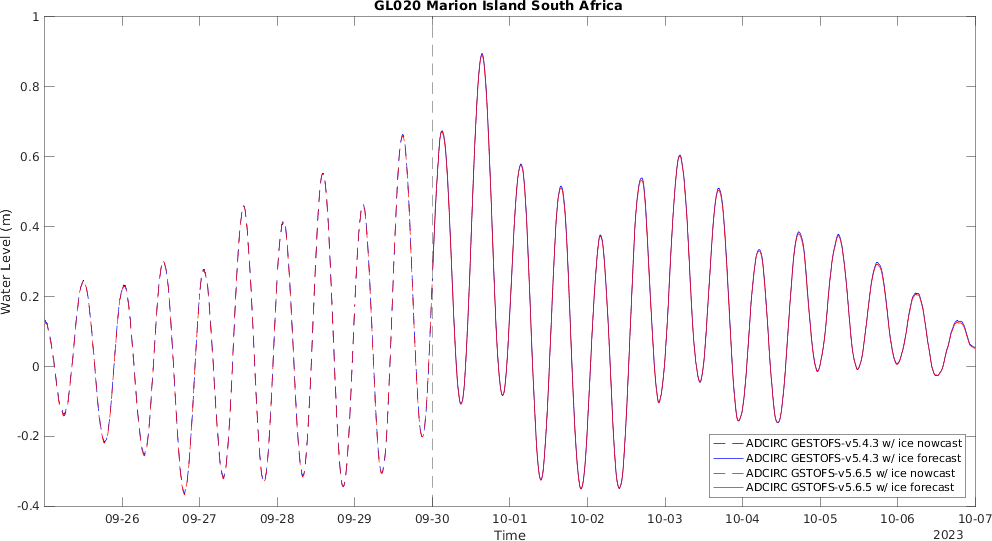 GL020 Marion Island South Africa
1
0.8
0.6
0.4
0.2
0
-0.2
-0.4
Water Level (m)
ADCIRC GESTOFS-v5.4.3 w/ ice nowcast
ADCIRC GESTOFS-v5.4.3 w/ ice forecast
ADCIRC GSTOFS-v5.6.5 w/ ice nowcast
ADCIRC GSTOFS-v5.6.5 w/ ice forecast
09-26 09-27 09-28 09-29 09-30 10-01 10-02 10-03 10-04 10-05 10-06 10-07
Time 2023